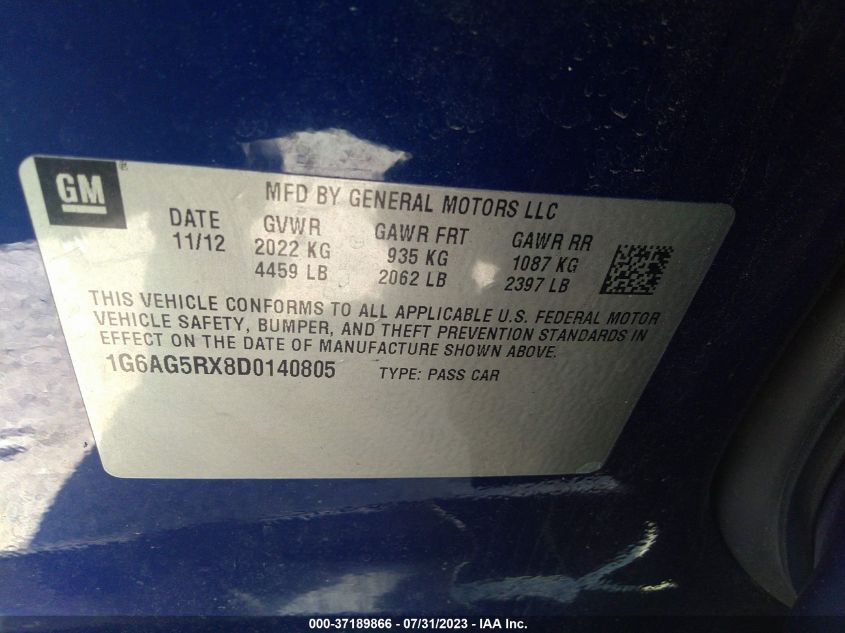 GM ®
MFD BY GENERAL MOTORS LLC
DATE GVWR GAWR FRT GAWR RR
11/12 2022 KG 935 KG 1087 KG
4459 LB 2062 LB 2397 LB
THIS VEHICLE CONFORMS TO ALL APPLICABLE U.S. FEDERAL MOTOR
VEHICLE SAFETY, BUMPER, AND THEFT PREVENTION STANDARDS IN
EFFECT ON THE DATE OF MANUFACTURE SHOWN ABOVE.
1G6AG5RX8D0140805 TYPE: PASS CAR
000-37189866 - 07/31/2023 - IAA Inc.